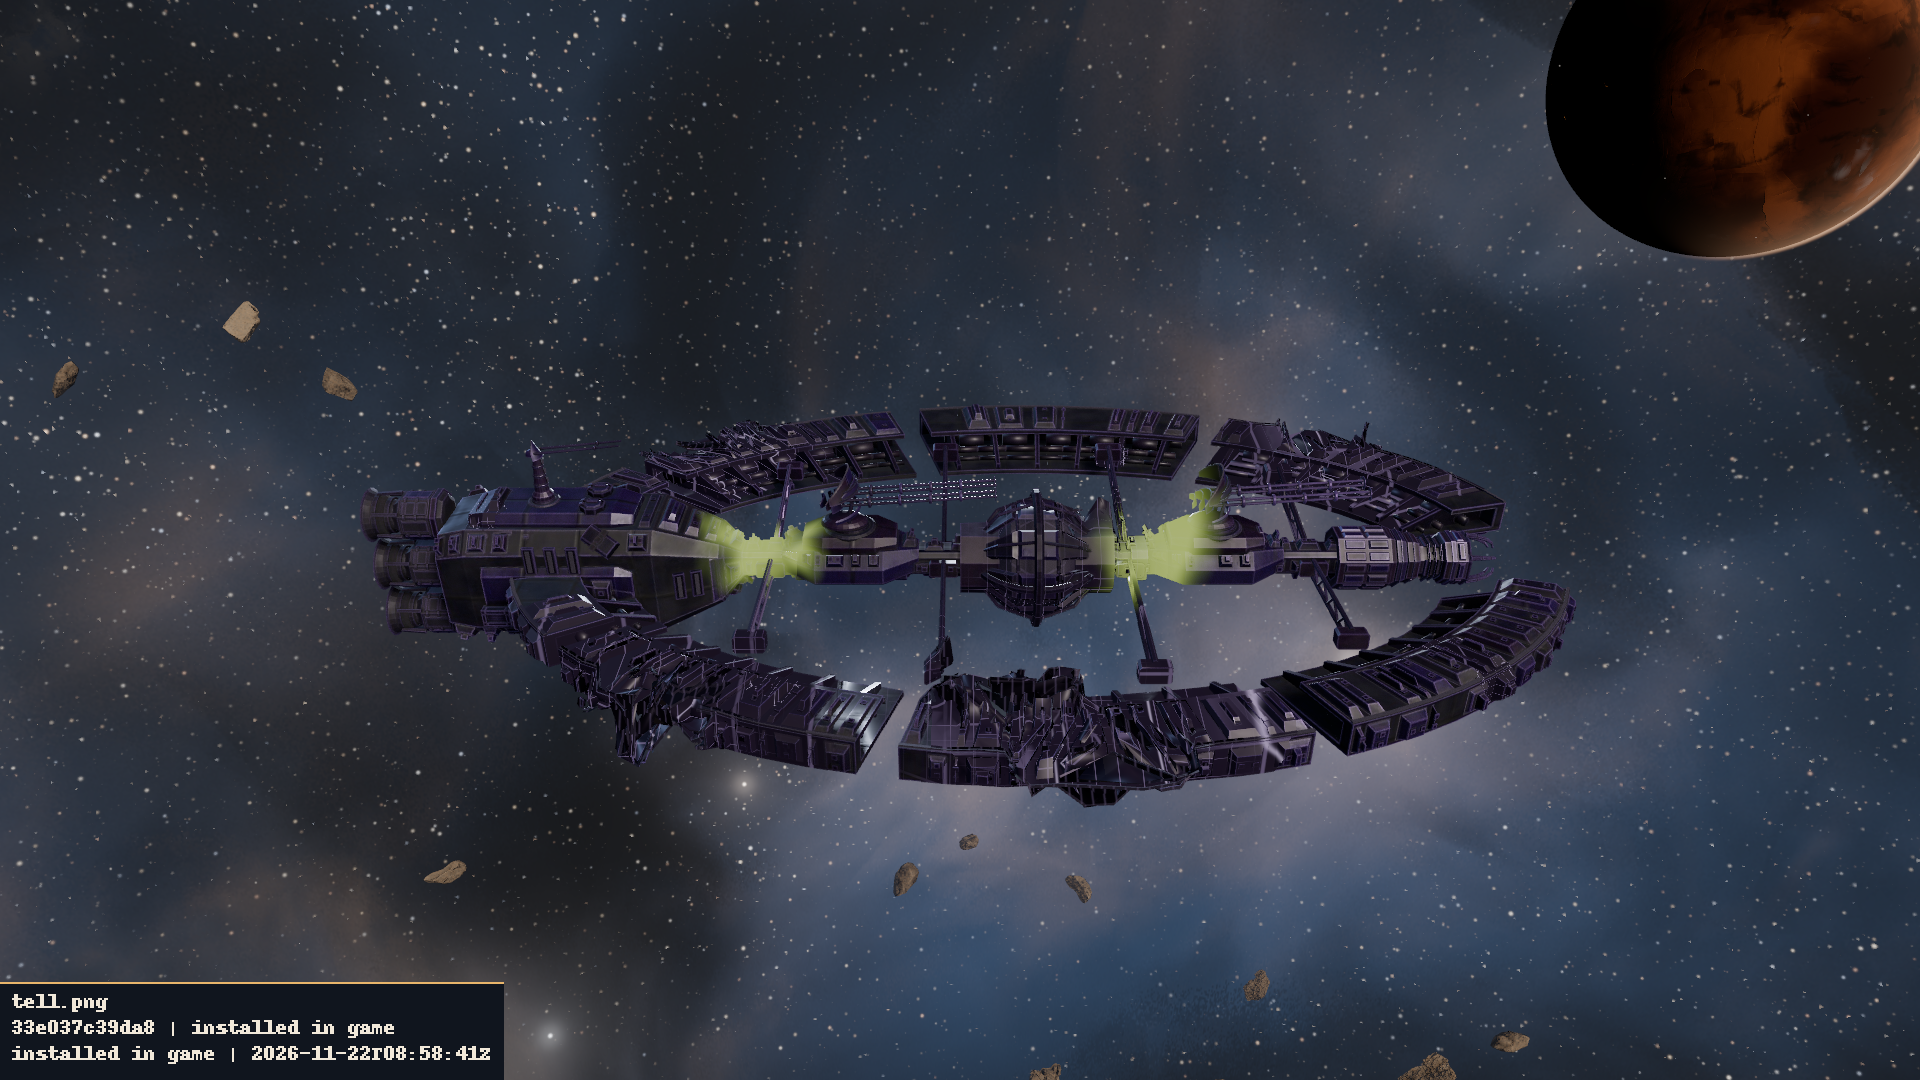 tell.png
33e037c39da8 | installed in game
installed in game | 2026-11-22T08:58:41Z